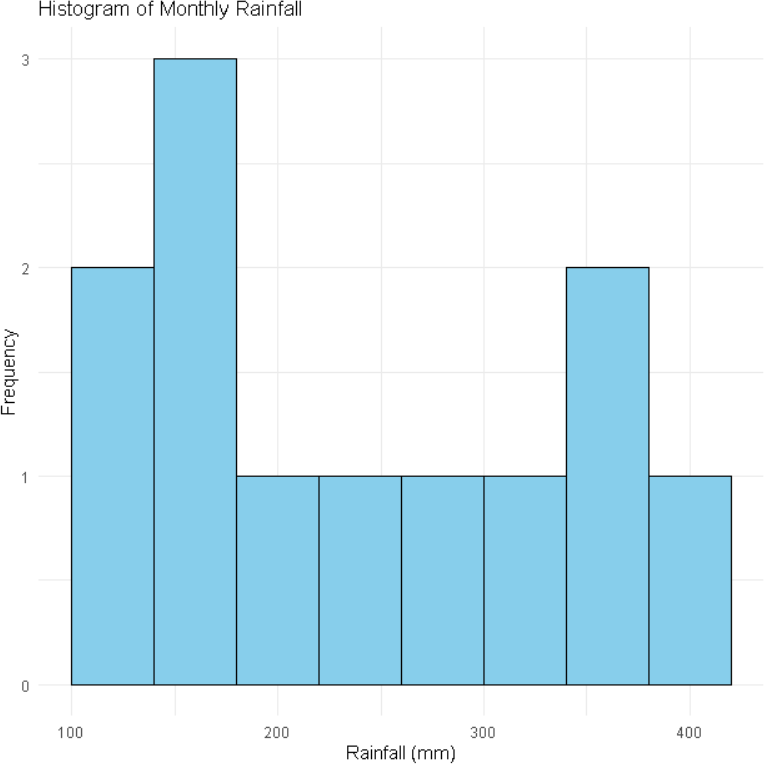 Histogram of Monthly Rainfall
3
2
1
0
Frequency
100 200 300 400
Rainfall (mm)